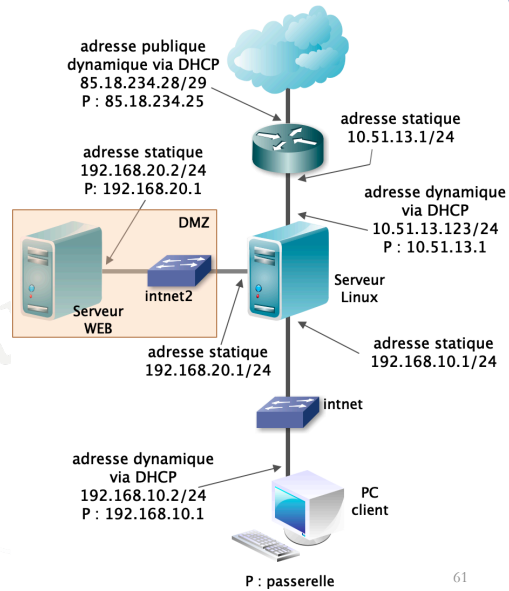 adresse publique
dynamique via DHCP
85.18.234.28/29
P : 85.18.234.25
adresse statique
10.51.13.1/24
adresse statique
192.168.20.2/24
P: 192.168.20.1
adresse dynamique
via DHCP
10.51.13.123/24
P : 10.51.13.1
DMZ
Serveur
WEB
intnet2
Serveur
Linux
adresse statique
192.168.20.1/24
adresse statique
192.168.10.1/24
intnet
adresse dynamique
via DHCP
192.168.10.2/24
P : 192.168.10.1
PC
client
P : passerelle
61